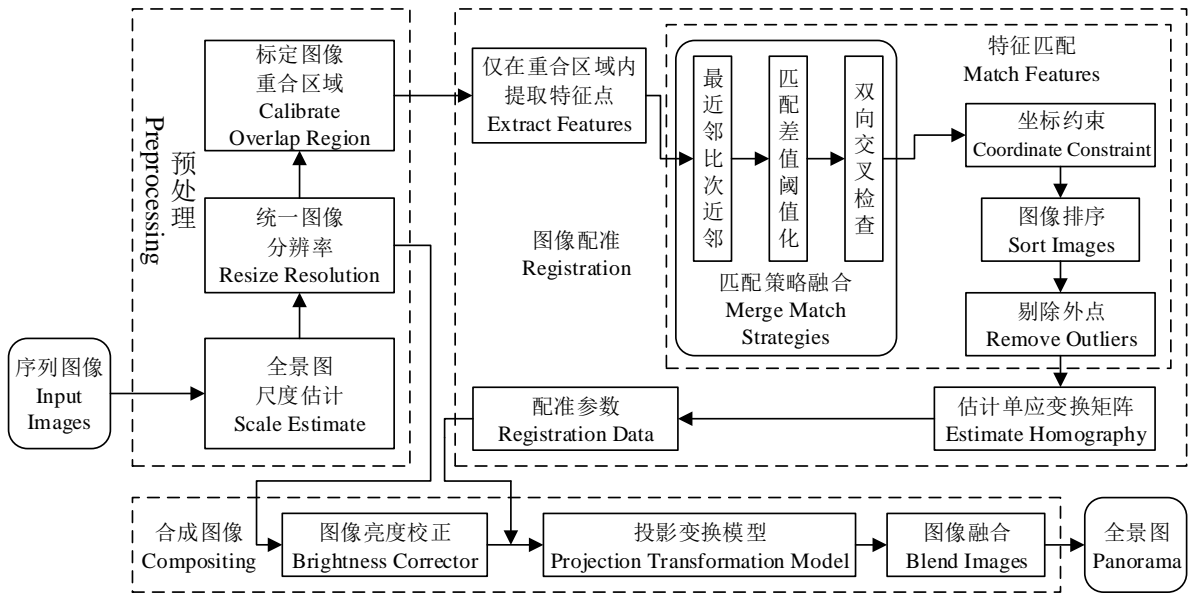 序列图像
Input
Images
Preprocessing
预处理
标定图像
重合区域
Calibrate
Overlap Region
统一图像
分辨率
Resize Resolution
全景图
尺度估计
Scale Estimate
图像配准
Registration
仅在重合区域内
提取特征点
Extract Features
特征匹配
Match Features
最近邻比次近邻
匹配差值阈值化
双向交叉检查
匹配策略融合
Merge Match
Strategies
坐标约束
Coordinate Constraint
图像排序
Sort Images
剔除外点
Remove Outliers
估计单应变换矩阵
Estimate Homography
配准参数
Registration Data
合成图像
Compositing
图像亮度校正
Brightness Corrector
投影变换模型
Projection Transformation Model
图像融合
Blend Images
全景图
Panorama